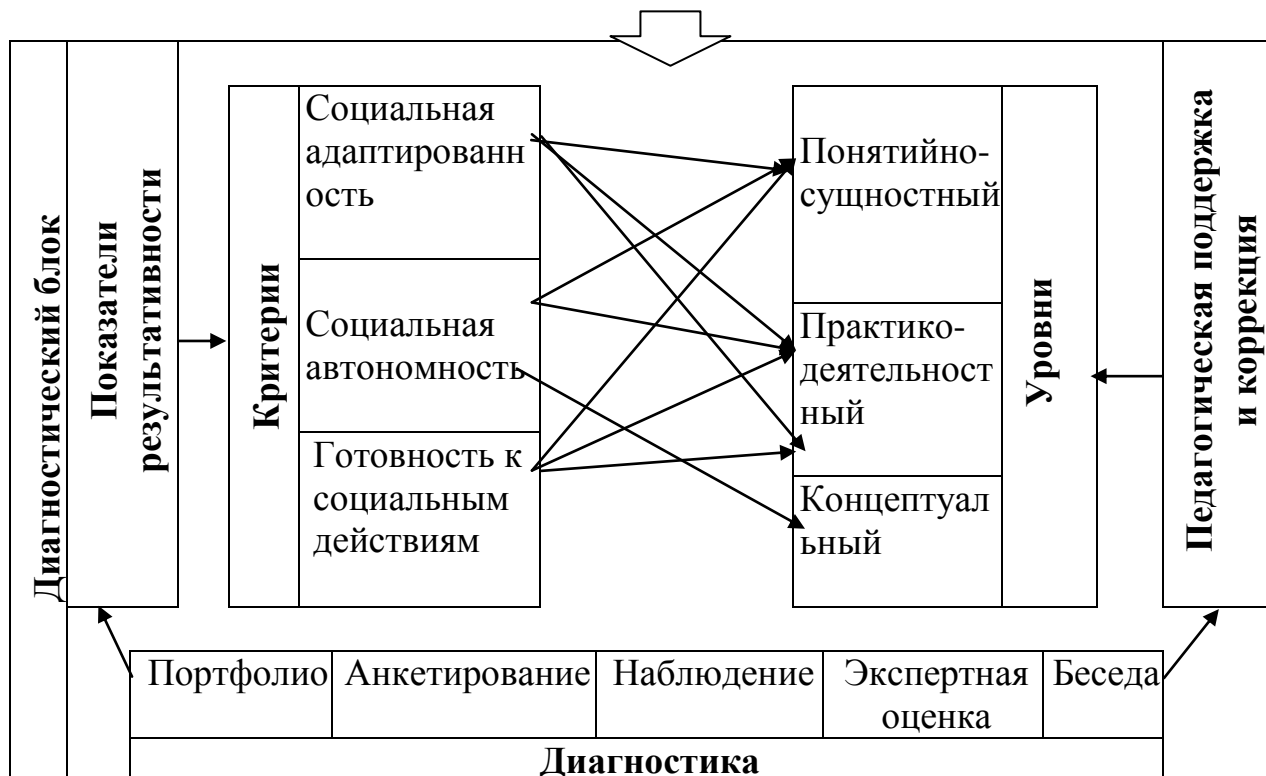 Диагностический блок
Показатели
результативности
Критерии
Социальная
адаптированн
ость
Социальная
автономность
Готовность к
социальным
действиям
Понятийно-
сущностный
Практико-
деятельност
ный
Концептуал
ьный
Уровни
Педагогическая поддержка
и коррекция
Портфолио
Анкетирование
Наблюдение
Экспертная
оценка
Беседа
Диагностика